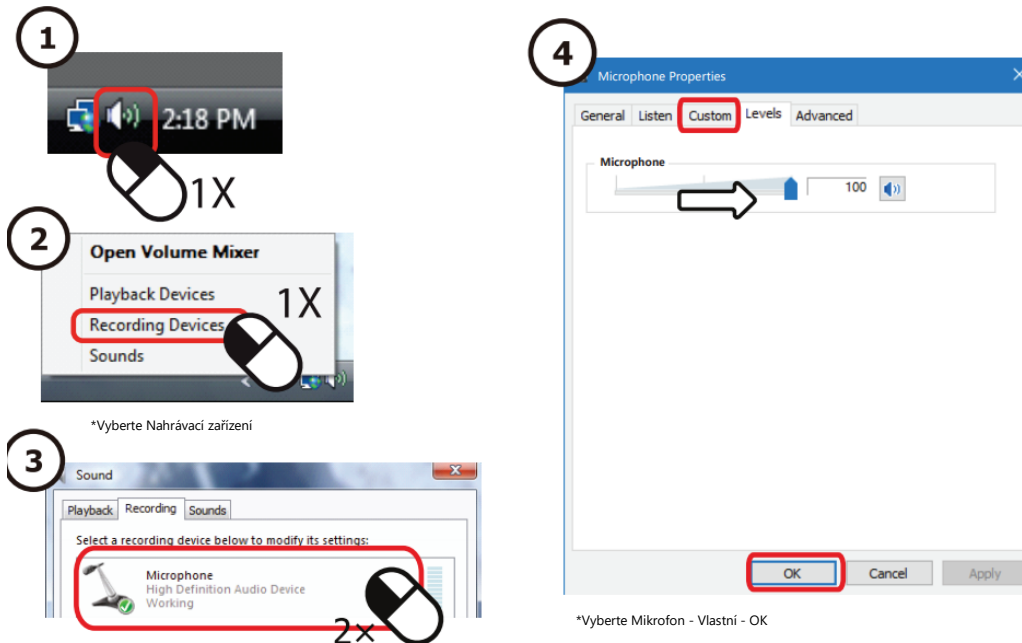 1
2:18 PM
1X
2
Open Volume Mixer
Playback Devices
1X
Recording Devices
Sounds
*Vyberte Nahrávací zařízení
3
Sound
Playback Recording Sounds
Select a recording device below to modify its settings:
Microphone
High Definition Audio Device
Working
2×
4
Microphone Properties
General Listen Custom Levels Advanced
Microphone
100
OK Cancel Apply
*Vyberte Mikrofon - Vlastní - OK